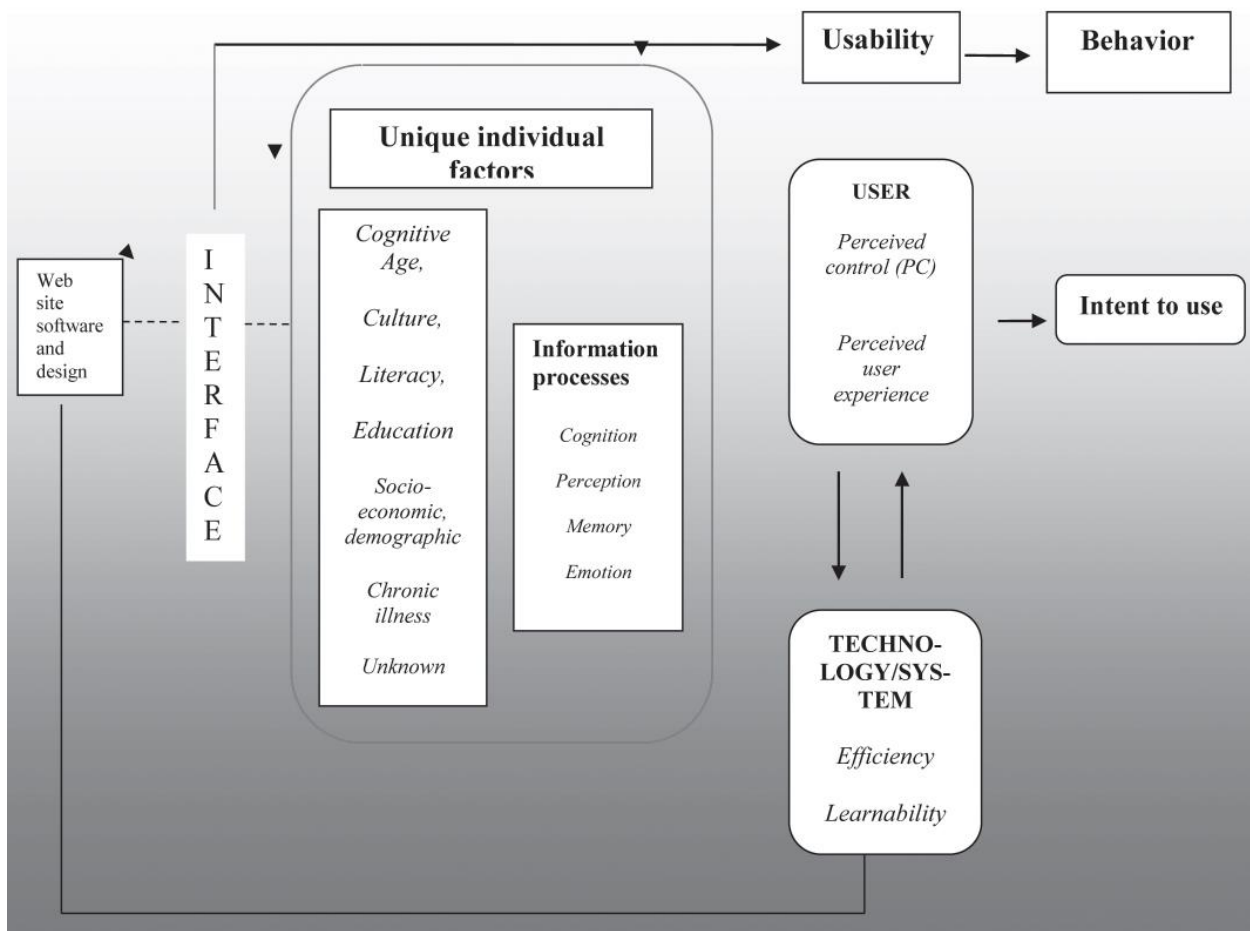 Usability
Behavior
Unique individual
factors
USER
Perceived
control (PC)
Perceived
user
experience
Intent to use
Web
site
software
and
design
I
N
T
E
R
F
A
C
E
Cognitive
Age,
Culture,
Literacy,
Education
Socio-
economic,
demographic
Chronic
illness
Unknown
Information
processes
Cognition
Perception
Memory
Emotion
TECHNO-
LOGY/SYS-
TEM
Efficiency
Learnability